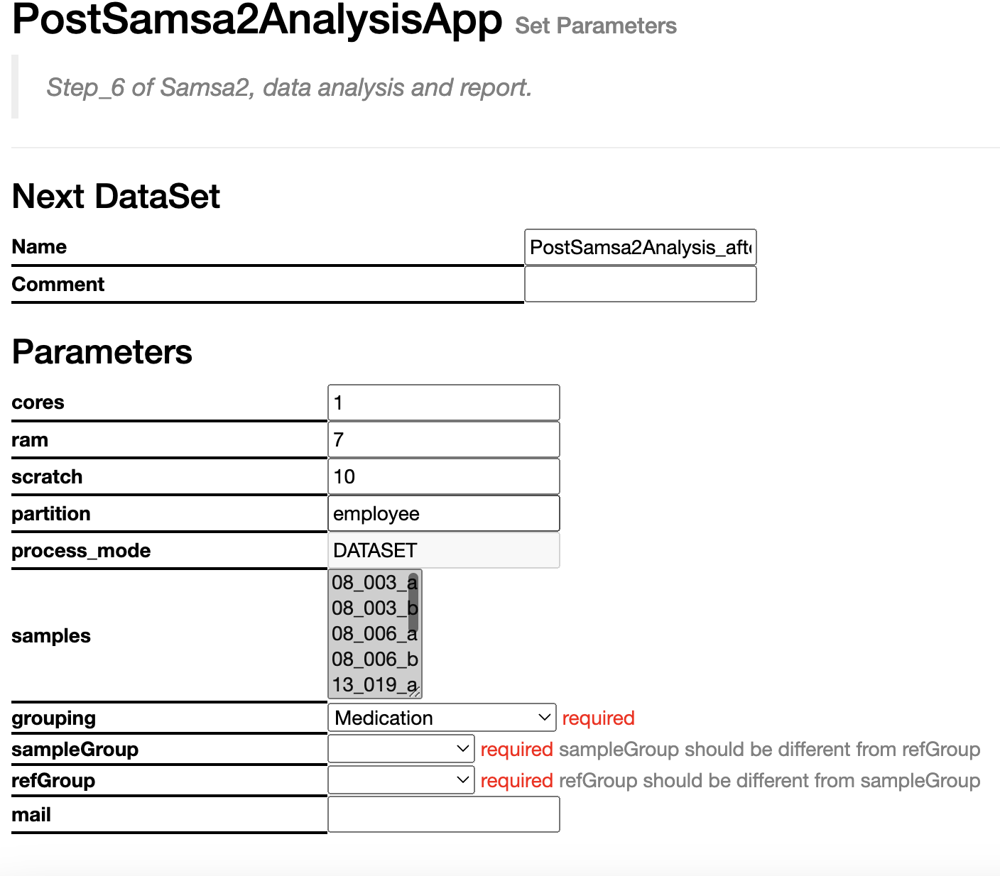 PostSamsa2AnalysisApp Set Parameters
Step_6 of Samsa2, data analysis and report.
Next DataSet
Name PostSamsa2Analysis_afte
Comment
Parameters
cores 1
ram 7
scratch 10
partition employee
process_mode DATASET
samples
08_003_a
08_003_b
08_006_a
08_006_b
13_019_a
grouping Medication required
sampleGroup required sampleGroup should be different from refGroup
refGroup required refGroup should be different from sampleGroup
mail